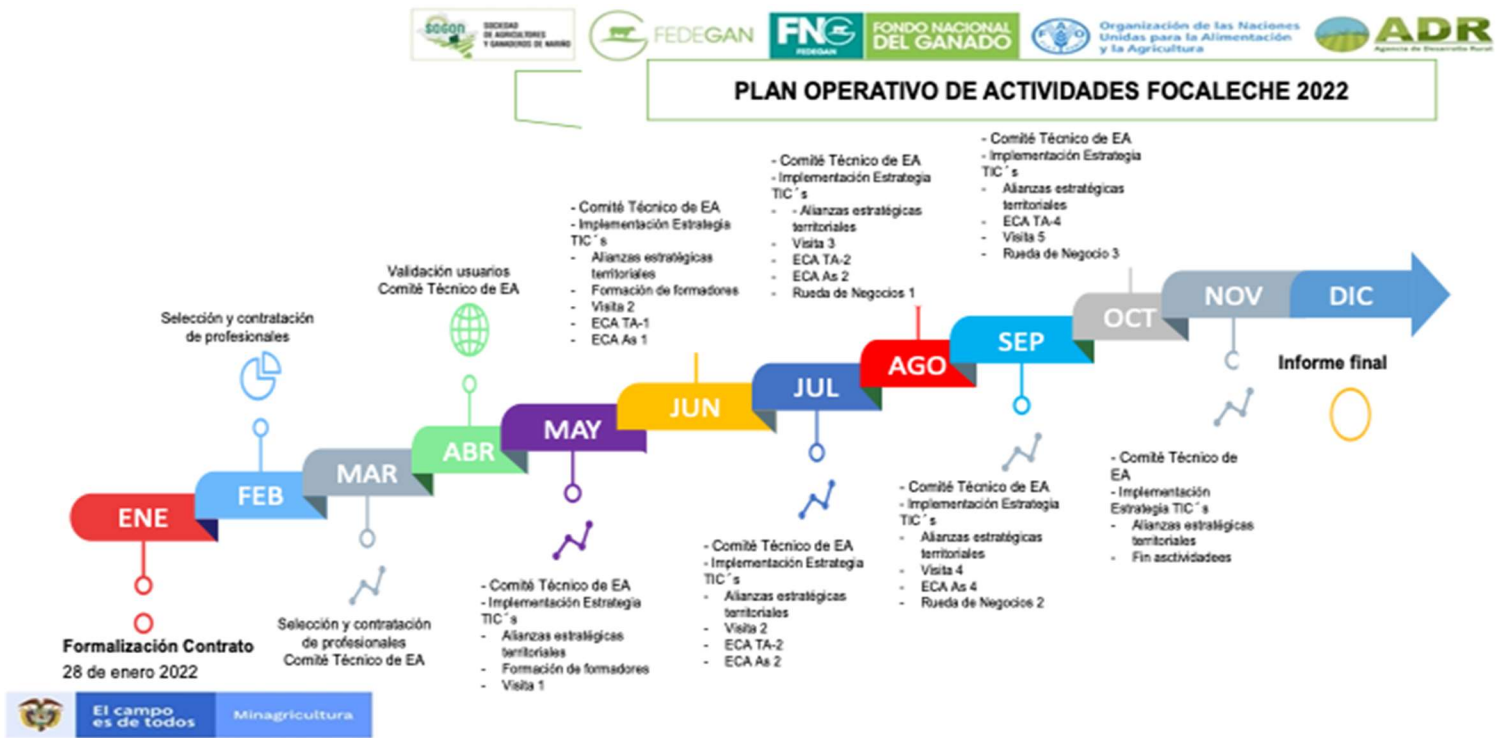 sagan
SOCIEDAD
DE AGRICULTORES
Y GANADEROS DE NARIÑO
FEDEGAN
FNG
FEDEGAN
FONDO NACIONAL
DEL GANADO
FAO
Organización de las Naciones
Unidas para la Alimentación
y la Agricultura
ADR
Agencia de Desarrollo Rural
PLAN OPERATIVO DE ACTIVIDADES FOCALECHE 2022
ENE
Formalización Contrato
28 de enero 2022
FEB
Selección y contratación
de profesionales
MAR
Selección y contratación
de profesionales
Comité Técnico de EA
ABR
Validación usuarios
Comité Técnico de EA
MAY
- Comité Técnico de EA
- Implementación Estrategia
TIC´s
- Alianzas estratégicas
territoriales
- Formación de formadores
- Visita 1
JUN
- Comité Técnico de EA
- Implementación Estrategia
TIC´s
- Alianzas estratégicas
territoriales
- Formación de formadores
- Visita 2
- ECA TA-1
- ECA As 1
JUL
- Comité Técnico de EA
- Implementación Estrategia
TIC´s
- Alianzas estratégicas
territoriales
- Visita 2
- ECA TA-2
- ECA As 2
AGO
- Comité Técnico de EA
- Implementación Estrategia
TIC´s
- - Alianzas estratégicas
territoriales
- Visita 3
- ECA TA-2
- ECA As 2
- Rueda de Negocios 1
SEP
- Comité Técnico de EA
- Implementación Estrategia
TIC´s
- Alianzas estratégicas
territoriales
- Visita 4
- ECA As 4
- Rueda de Negocios 2
OCT
- Comité Técnico de EA
- Implementación Estrategia
TIC´s
- Alianzas estratégicas
territoriales
- ECA TA-4
- Visita 5
- Rueda de Negocio 3
NOV
- Comité Técnico de
EA
- Implementación
Estrategia TIC´s
- Alianzas estratégicas
territoriales
- Fin asctividadees
DIC
Informe final
El campo
es de todos
Minagricultura